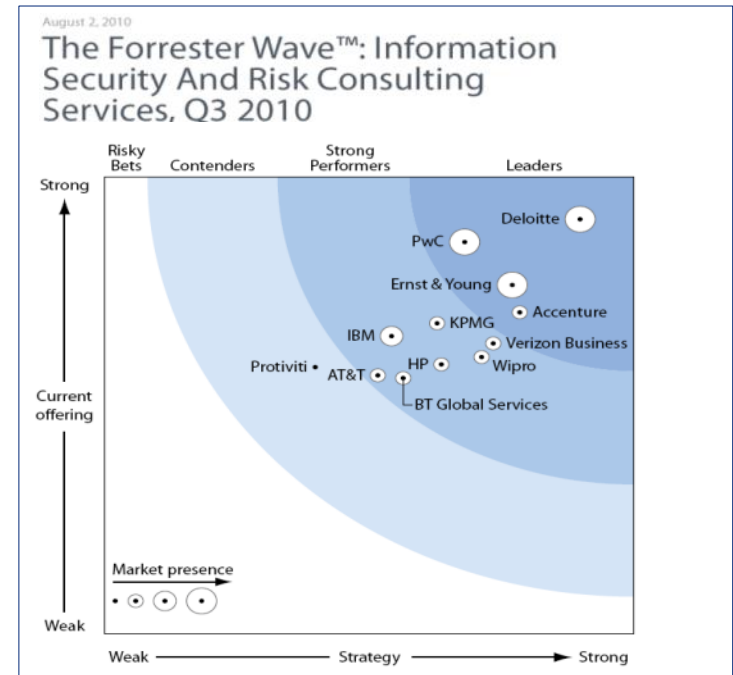 August 2, 2010
The Forrester Wave™: Information
Security And Risk Consulting
Services, Q3 2010
Risky
Bets
Contenders
Strong
Performers
Leaders
Strong
Deloitte
PwC
Ernst & Young
Accenture
KPMG
IBM
Verizon Business
HP
Wipro
Protiviti
AT&T
BT Global Services
Current
offering
Market presence
Weak
Weak
Strategy
Strong